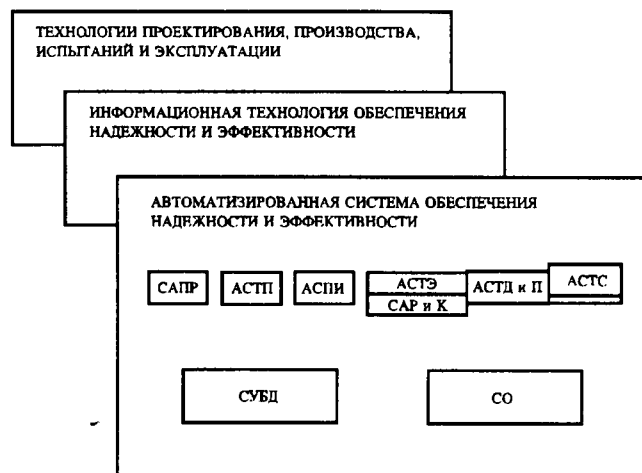 ТЕХНОЛОГИИ ПРОЕКТИРОВАНИЯ, ПРОИЗВОДСТВА,
ИСПЫТАНИЙ И ЭКСПЛУАТАЦИИ
ИНФОРМАЦИОННАЯ ТЕХНОЛОГИЯ ОБЕСПЕЧЕНИЯ
НАДЕЖНОСТИ И ЭФФЕКТИВНОСТИ
АВТОМАТИЗИРОВАННАЯ СИСТЕМА ОБЕСПЕЧЕНИЯ
НАДЕЖНОСТИ И ЭФФЕКТИВНОСТИ
САПР АСТП АСПИ АСТЭ АСТД и П АСТС
САР и К
СУБД СО